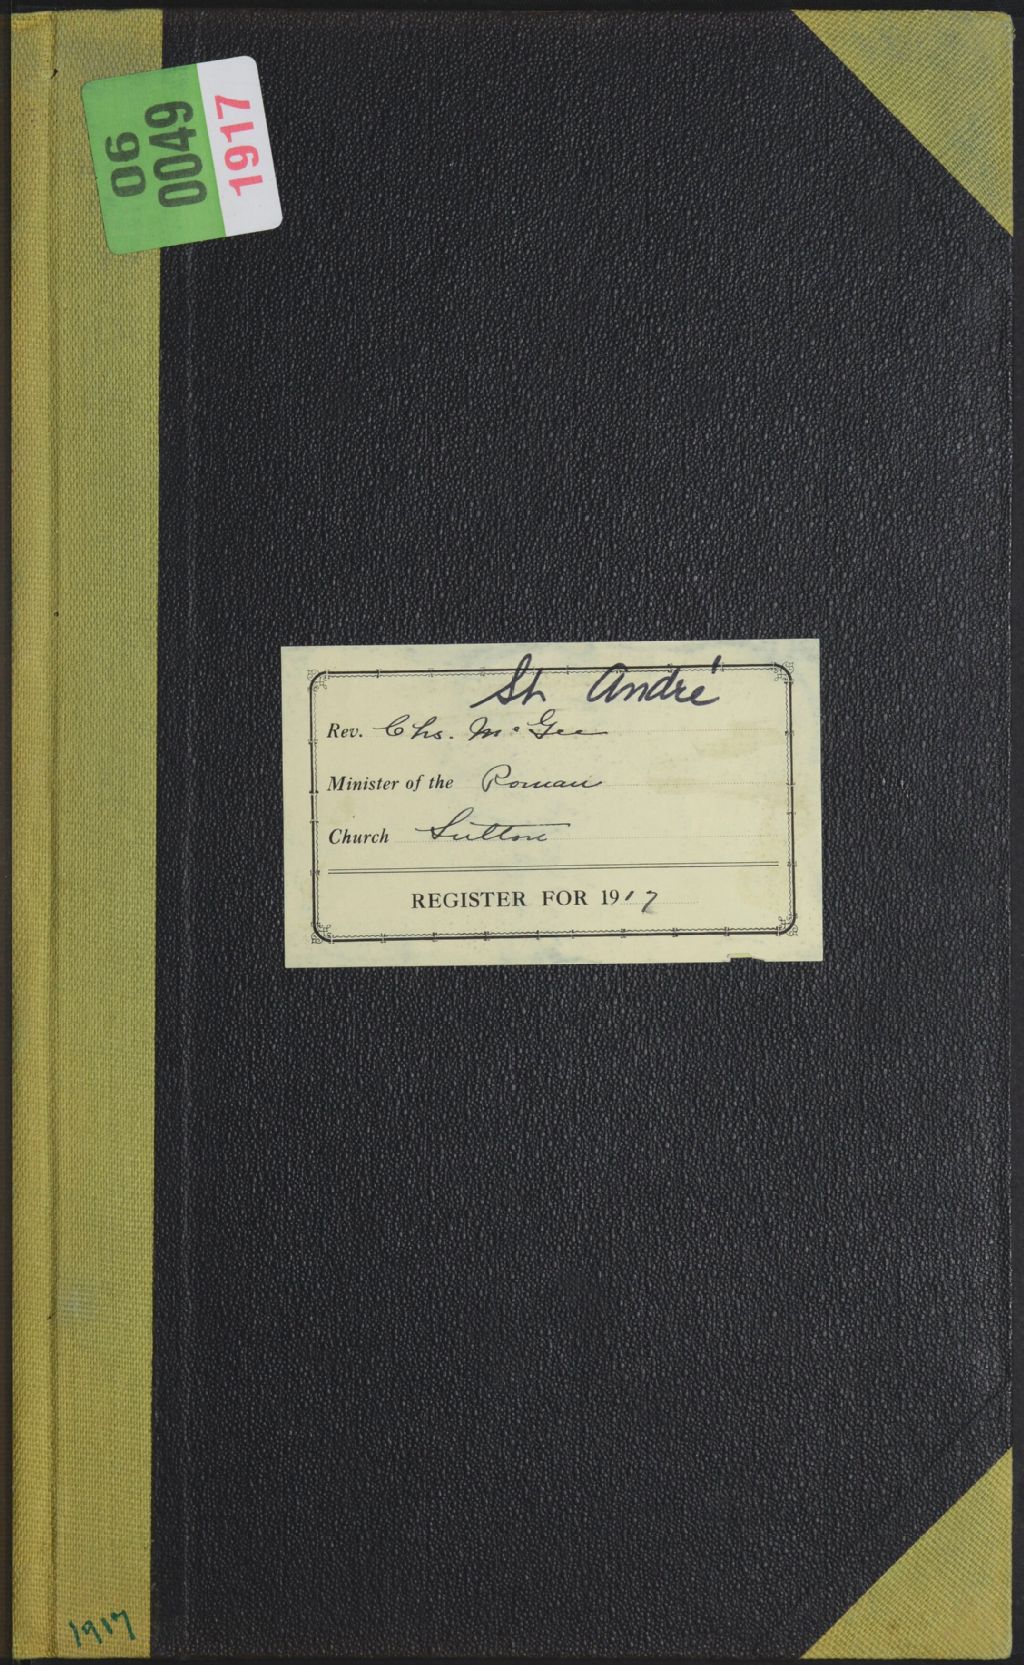 06
0049
1917
St André
Rev. Chs. McGee
Minister of the Roman
Church Sutton
REGISTER FOR 1917
1917